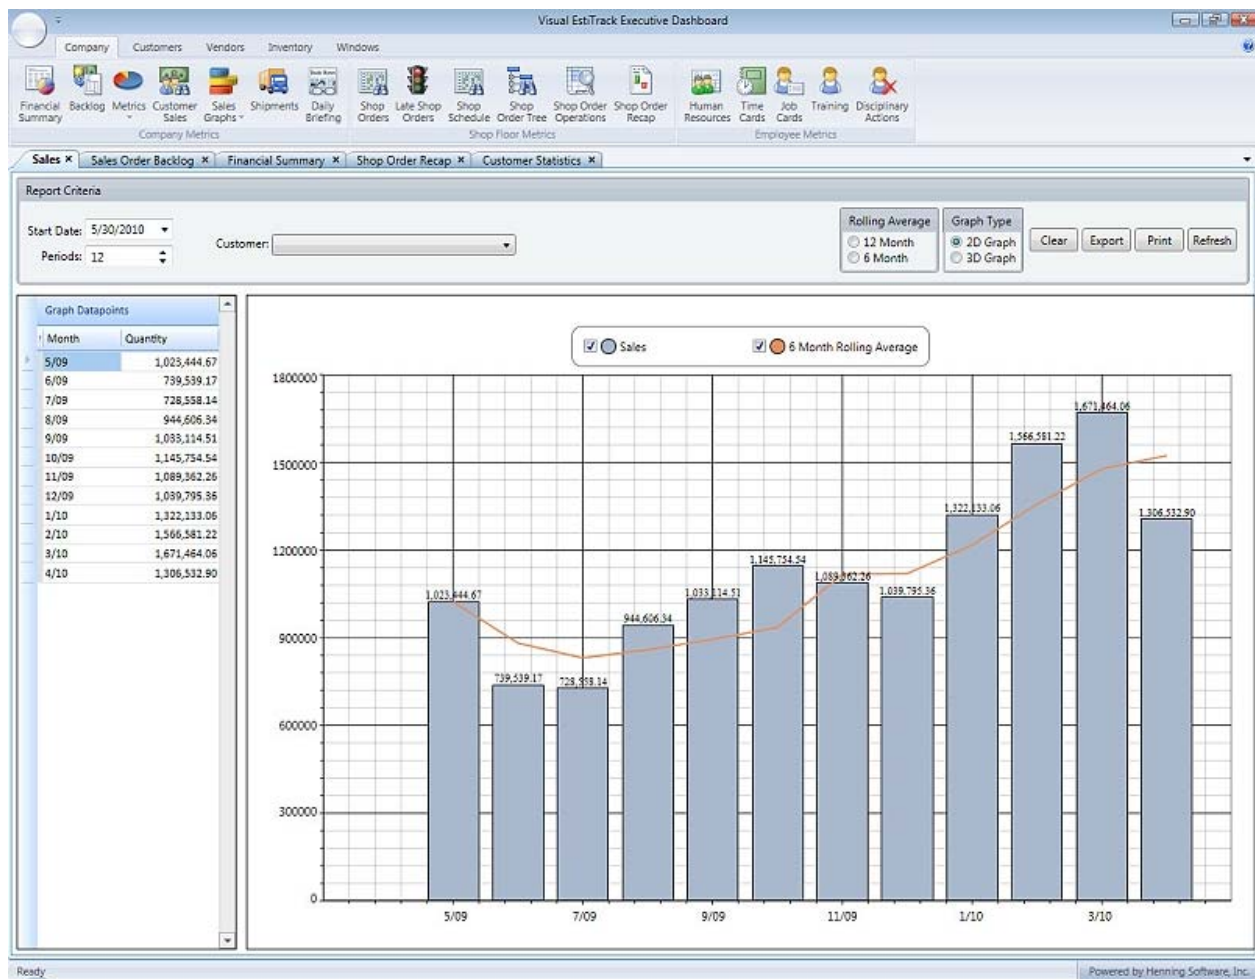 Visual EstiTrack Executive Dashboard
Company Customers Vendors Inventory Windows
Financial Summary Backlog Metrics Customer Sales Sales Graphs Shipments Daily Briefing Shop Orders Late Shop Orders Shop Schedule Shop Order Tree Shop Order Operations Shop Order Recap Human Resources Time Cards Job Cards Training Disciplinary Actions
Company Metrics Shop Floor Metrics Employee Metrics
Sales Sales Order Backlog Financial Summary Shop Order Recap Customer Statistics
Report Criteria
Start Date: 5/30/2010
Periods: 12
Customer:
Rolling Average
12 Month
6 Month
Graph Type
2D Graph
3D Graph
Clear Export Print Refresh
Graph Datapoints
Month Quantity
5/09 1,023,444.67
6/09 739,539.17
7/09 728,558.14
8/09 944,606.34
9/09 1,033,114.51
10/09 1,145,754.54
11/09 1,089,362.26
12/09 1,039,795.36
1/10 1,322,133.06
2/10 1,566,581.22
3/10 1,671,464.06
4/10 1,306,532.90
Sales 6 Month Rolling Average
1800000
1500000
1200000
900000
600000
300000
0
1,023,444.67
739,539.17
728,558.14
944,606.34
1,033,114.51
1,145,754.54
1,089,362.26
1,039,795.36
1,322,133.06
1,566,581.22
1,671,464.06
1,306,532.90
5/09 7/09 9/09 11/09 1/10 3/10
Ready
Powered by Henning Software, Inc.